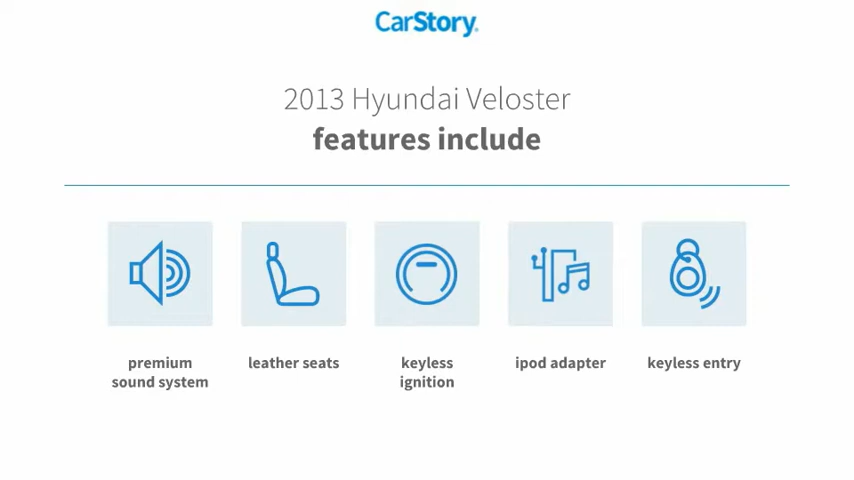 CarStory
2013 Hyundai Veloster
features include
premium
sound system
leather seats
keyless
ignition
ipod adapter
keyless entry